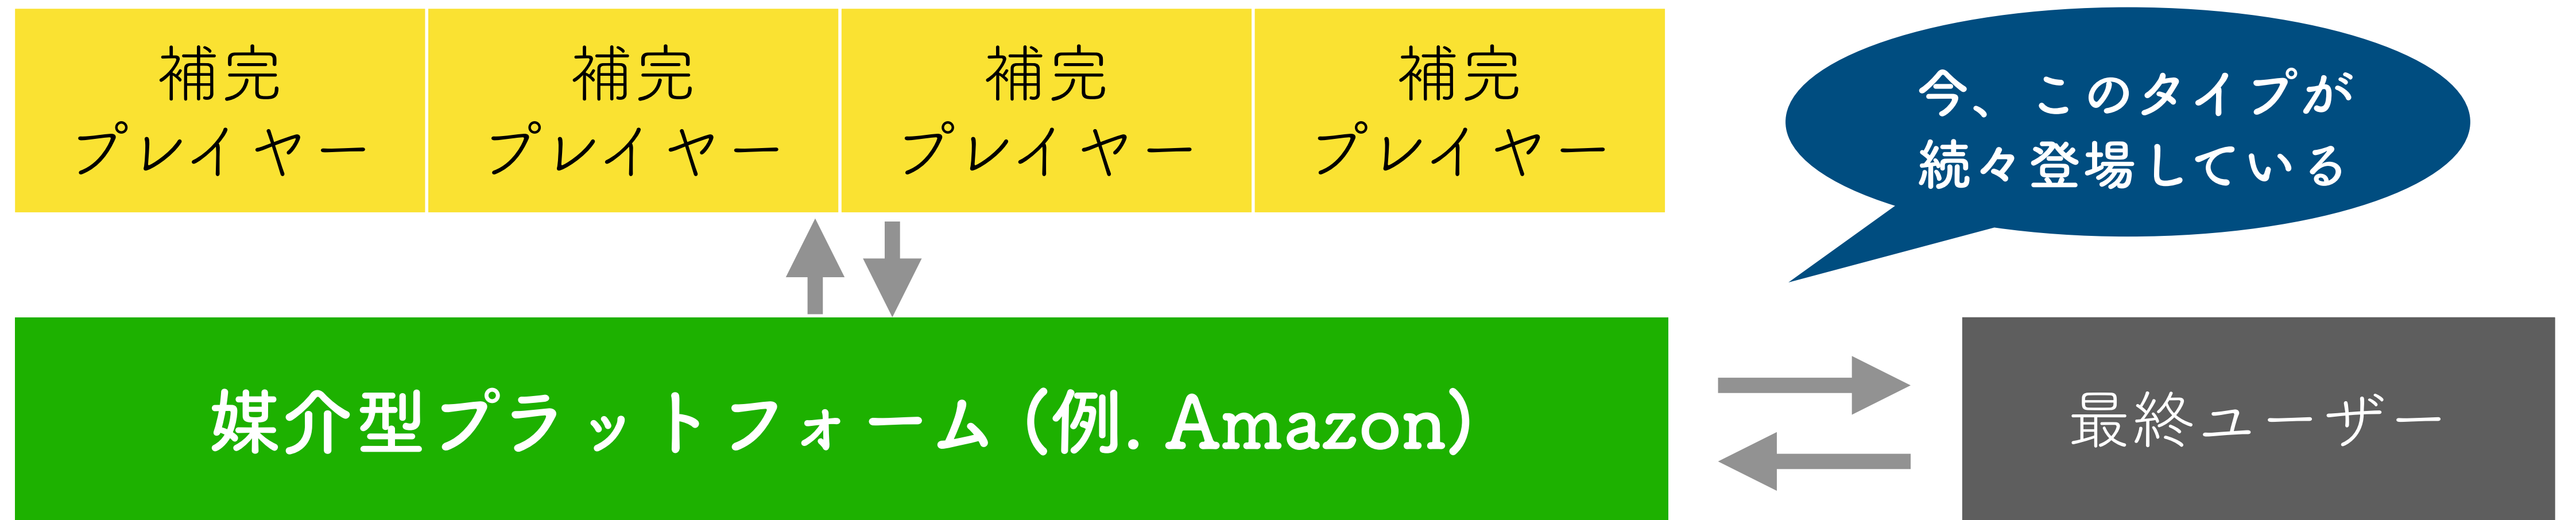 補完
プレイヤー
補完
プレイヤー
補完
プレイヤー
補完
プレイヤー
今、このタイプが
続々登場している
媒介型プラットフォーム (例. Amazon)
最終ユーザー